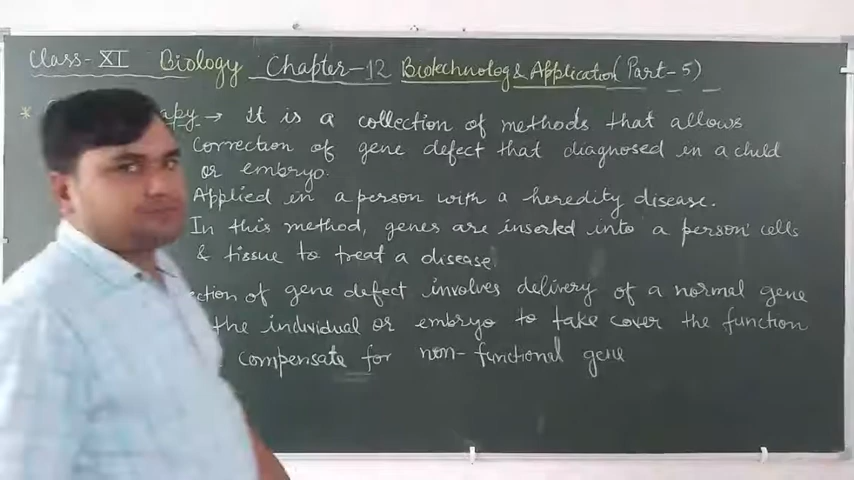 Class-XI Biology Chapter-12 Biotechnology & Application (Part-5)
* apy → It is a collection of methods that allows
Correction of gene defect that diagnosed in a child
or embryo.
Applied in a person with a heredity disease.
In this method, genes are inserted into a person' cells
& tissue to treat a disease.
ction of gene defect involves delivery of a normal gene
the individual or embryo to take cover the function
compensate for non-functional gene